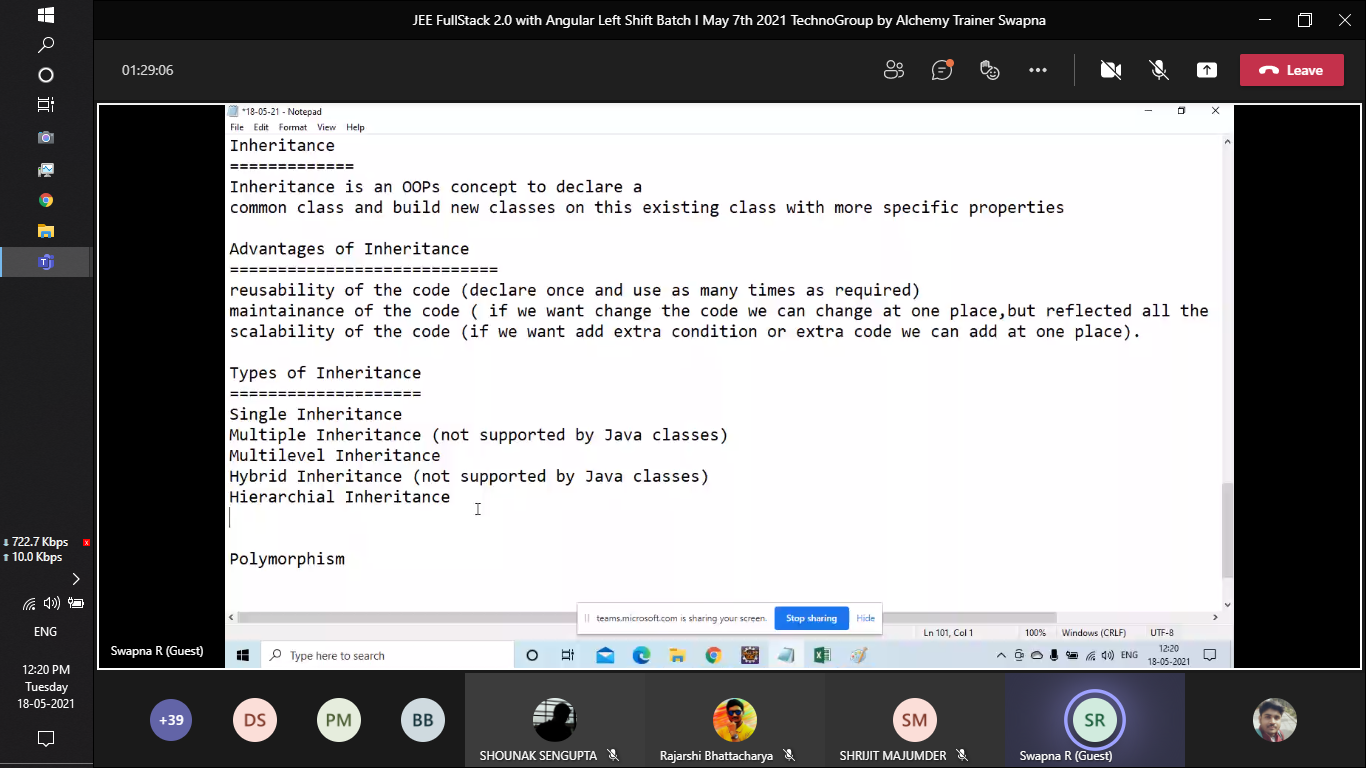 JEE FullStack 2.0 with Angular Left Shift Batch I May 7th 2021 TechnoGroup by Alchemy Trainer Swapna
01:29:06
Leave
*18-05-21 - Notepad
File Edit Format View Help
Inheritance
=============
Inheritance is an OOPs concept to declare a
common class and build new classes on this existing class with more specific properties
Advantages of Inheritance
============================
reusability of the code (declare once and use as many times as required)
maintainance of the code ( if we want change the code we can change at one place,but reflected all the
scalability of the code (if we want add extra condition or extra code we can add at one place).
Types of Inheritance
====================
Single Inheritance
Multiple Inheritance (not supported by Java classes)
Multilevel Inheritance
Hybrid Inheritance (not supported by Java classes)
Hierarchial Inheritance
Polymorphism
teams.microsoft.com is sharing your screen. Stop sharing Hide
Ln 101, Col 1 100% Windows (CRLF) UTF-8
Type here to search
ENG
12:20
18-05-2021
Swapna R (Guest)
722.7 Kbps
10.0 Kbps
ENG
12:20 PM
Tuesday
18-05-2021
+39 DS PM BB SM SR
SHOUNAK SENGUPTA Rajarshi Bhattacharya SHRIJIT MAJUMDER Swapna R (Guest)